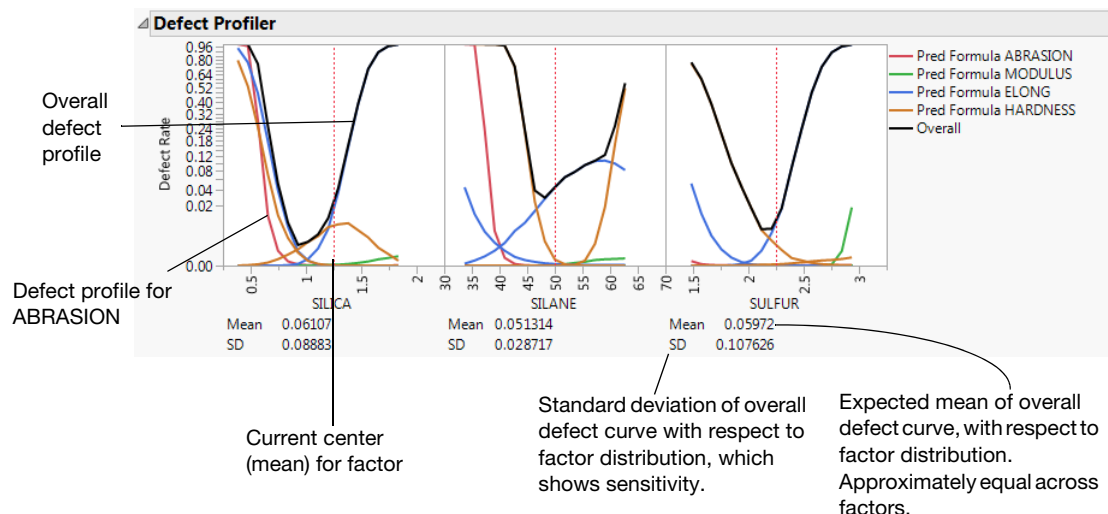 Defect Profiler
Overall
defect
profile
Defect Rate
0.96
0.80
0.64
0.52
0.40
0.32
0.24
0.18
0.12
0.08
0.04
0.02
0.00
Pred Formula ABRASION
Pred Formula MODULUS
Pred Formula ELONG
Pred Formula HARDNESS
Overall
0.5 1 1.5 2
30 35 40 45 50 55 60 65
70 1.5 2 2.5 3
SILICA SILANE SULFUR
Mean 0.06107 Mean 0.051314 Mean 0.05972
SD 0.08883 SD 0.028717 SD 0.107626
Defect profile for
ABRASION
Current center
(mean) for factor
Standard deviation of overall
defect curve with respect to
factor distribution, which
shows sensitivity.
Expected mean of overall
defect curve, with respect to
factor distribution.
Approximately equal across
factors.